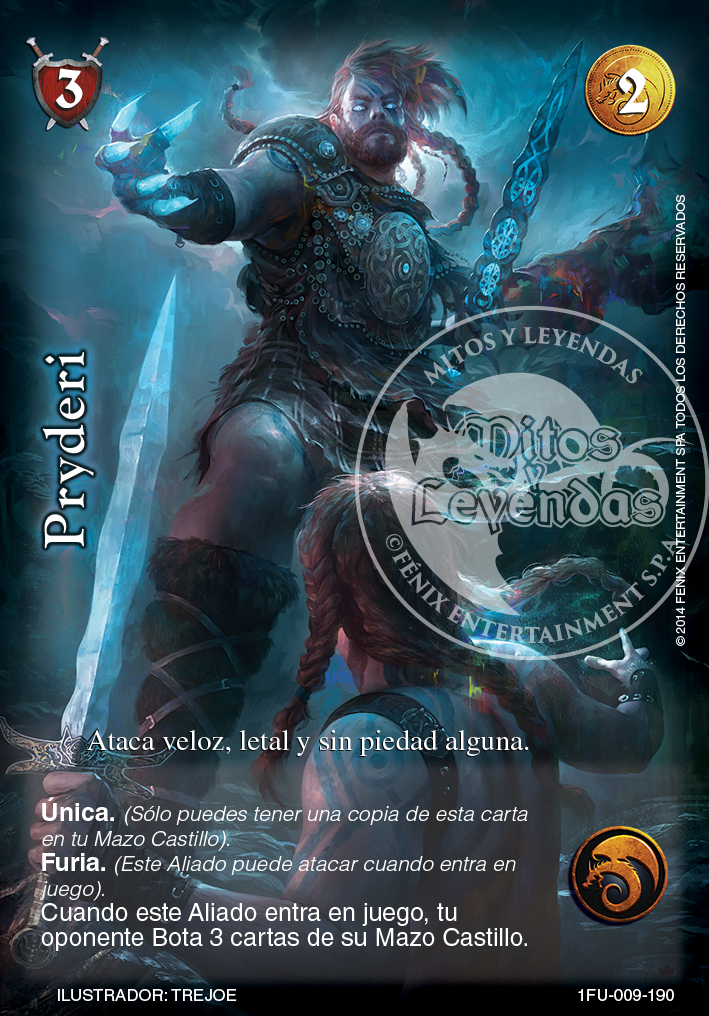 3
2
Pryderi
MITOS Y LEYENDAS
Mitos
y
Leyendas
© FÉNIX ENTERTAINMENT S.P.A.
© 2014 FENIX ENTERTAINMENT SPA TODOS LOS DERECHOS RESERVADOS
Ataca veloz, letal y sin piedad alguna.
Única. (Sólo puedes tener una copia de esta carta
en tu Mazo Castillo).
Furia. (Este Aliado puede atacar cuando entra en
juego).
Cuando este Aliado entra en juego, tu
oponente Bota 3 cartas de su Mazo Castillo.
ILUSTRADOR: TREJOE
1FU-009-190